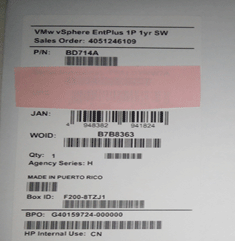 VMw vSphere EntPlus 1P 1yr SW
Sales Order: 4051246109
P/N: BD714A
JAN:
4 948382 941824
WOID: B7B8363
Qty: 1
Agency Series: H
MADE IN PUERTO RICO
Box ID: F200-8TZJ1
BPO: G40159724-000000
HP Internal Use: CN